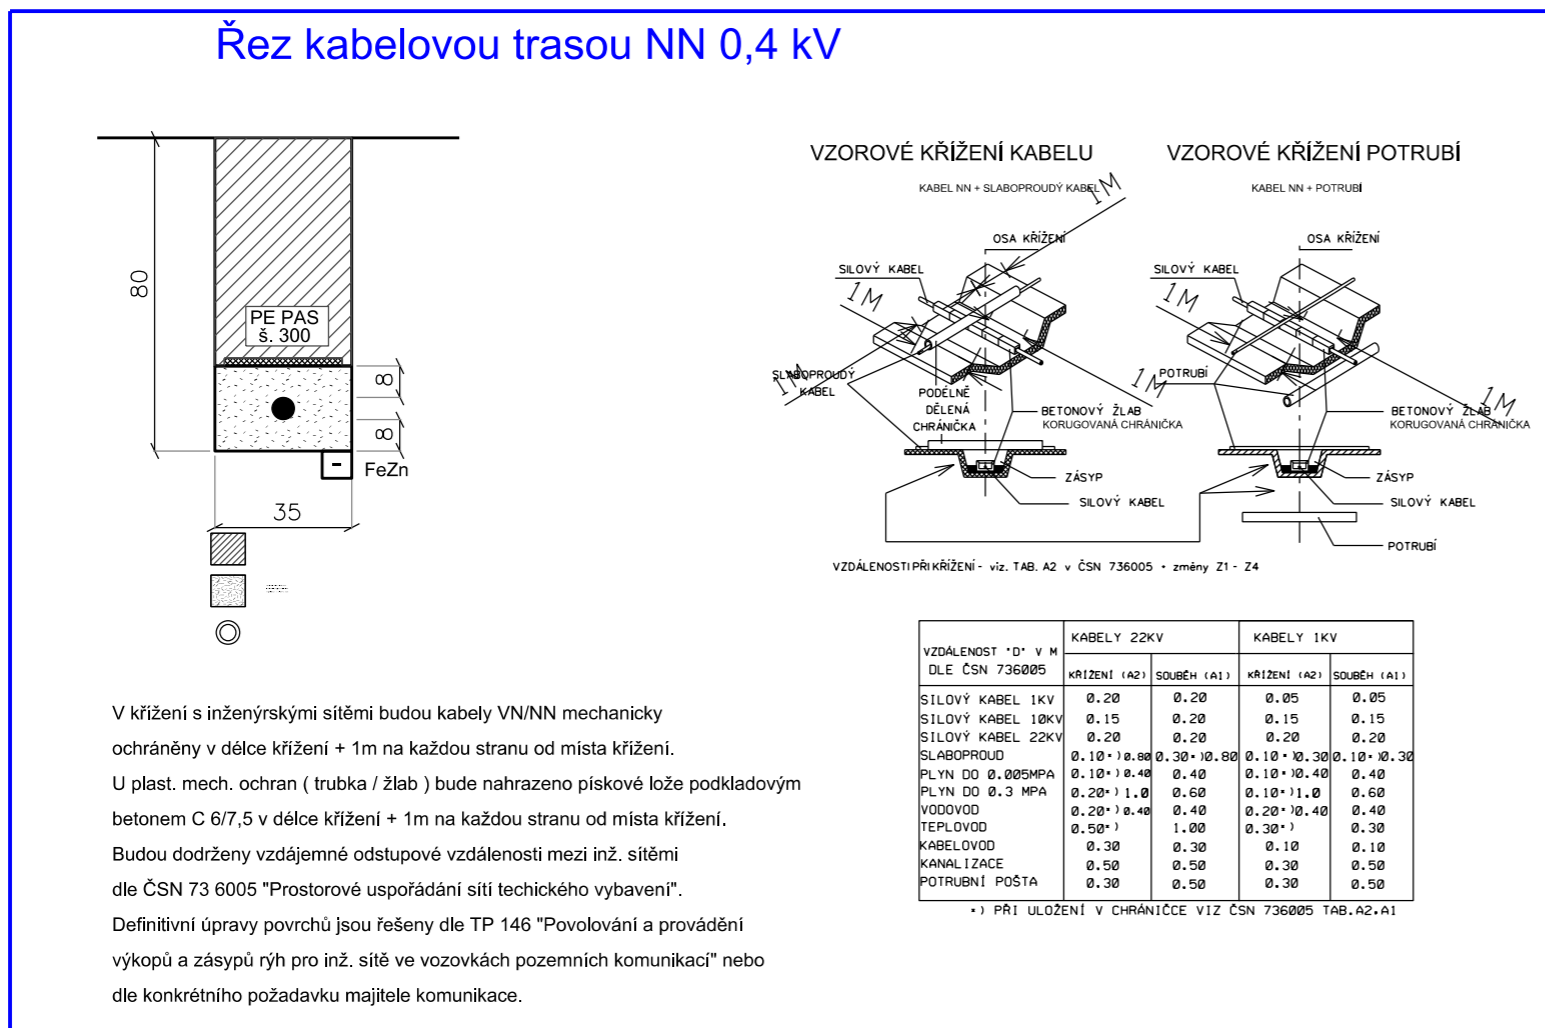 Řez kabelovou trasou NN 0,4 kV
80
PE PAS
š. 300
8
8
FeZn
35
VZOROVÉ KŘÍŽENÍ KABELU
KABEL NN + SLABOPROUDÝ KABEL
1M
OSA KŘÍŽENÍ
SILOVÝ KABEL
1M
SLABOPROUDÝ
KABEL
1M
PODÉLNĚ
DĚLENÁ
CHRÁNIČKA
1M
BETONOVÝ ŽLAB
KORUGOVANÁ CHRÁNIČKA
ZÁSYP
SILOVÝ KABEL
VZOROVÉ KŘÍŽENÍ POTRUBÍ
KABEL NN + POTRUBÍ
OSA KŘÍŽENÍ
SILOVÝ KABEL
1M
POTRUBÍ
1M
BETONOVÝ ŽLAB
KORUGOVANÁ CHRÁNIČKA
ZÁSYP
SILOVÝ KABEL
POTRUBÍ
VZDÁLENOSTI PŘI KŘÍŽENÍ - viz. TAB. A2 v ČSN 736005 + změny Z1 - Z4
VZDÁLENOST "D" V M
DLE ČSN 736005
KABELY 22KV KABELY 1KV
KŘÍŽENÍ (A2) SOUBĚH (A1) KŘÍŽENÍ (A2) SOUBĚH (A1)
SILOVÝ KABEL 1KV 0.20 0.20 0.05 0.05
SILOVÝ KABEL 10KV 0.15 0.20 0.15 0.15
SILOVÝ KABEL 22KV 0.20 0.20 0.20 0.20
SLABOPROUD 0.10*)0.80 0.30*)0.80 0.10*)0.30 0.10*)0.30
PLYN DO 0.005MPA 0.10*)0.40 0.40 0.10*)0.40 0.40
PLYN DO 0.3 MPA 0.20*)1.0 0.60 0.10*)1.0 0.60
VODOVOD 0.20*)0.40 0.40 0.20*)0.40 0.40
TEPLOVOD 0.50*) 1.00 0.30*) 0.30
KABELOVOD 0.30 0.30 0.10 0.10
KANALIZACE 0.50 0.50 0.30 0.50
POTRUBNÍ POŠTA 0.30 0.50 0.30 0.50
*) PŘI ULOŽENÍ V CHRÁNIČCE VIZ ČSN 736005 TAB.A2,A1
V křížení s inženýrskými sítěmi budou kabely VN/NN mechanicky
ochráněny v délce křížení + 1m na každou stranu od místa křížení.
U plast. mech. ochran ( trubka / žlab ) bude nahrazeno pískové lože podkladovým
betonem C 6/7,5 v délce křížení + 1m na každou stranu od místa křížení.
Budou dodrženy vzdájemné odstupové vzdálenosti mezi inž. sítěmi
dle ČSN 73 6005 "Prostorové uspořádání sítí techického vybavení".
Definitivní úpravy povrchů jsou řešeny dle TP 146 "Povolování a provádění
výkopů a zásypů rýh pro inž. sítě ve vozovkách pozemních komunikací" nebo
dle konkrétního požadavku majitele komunikace.